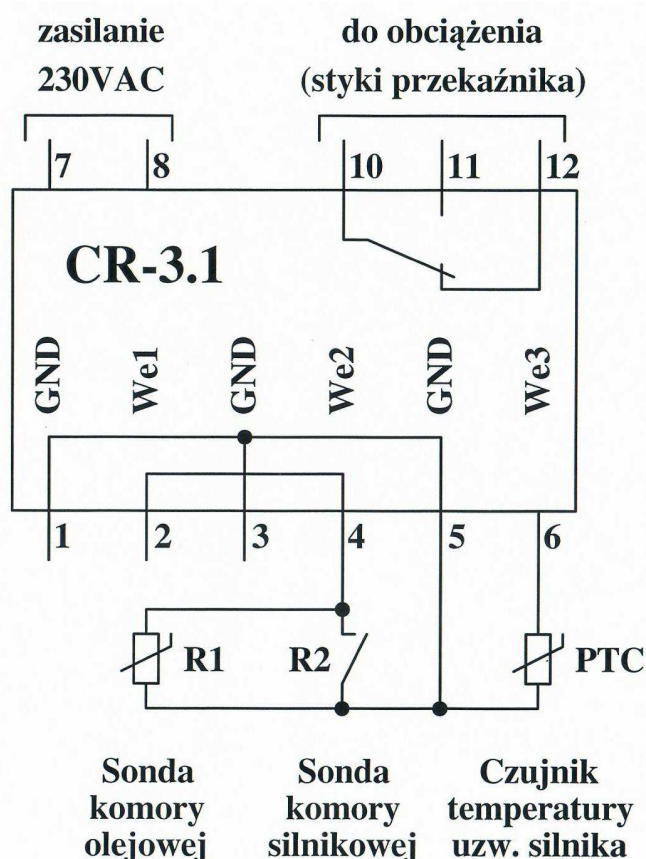 zasilanie
230VAC
do obciążenia
(styki przekaźnika)
7 8 10 11 12
CR-3.1
GND We1 GND We2 GND We3
1 2 3 4 5 6
R1 R2 PTC
Sonda
komory
olejowej
Sonda
komory
silnikowej
Czujnik
temperatury
uzw. silnika